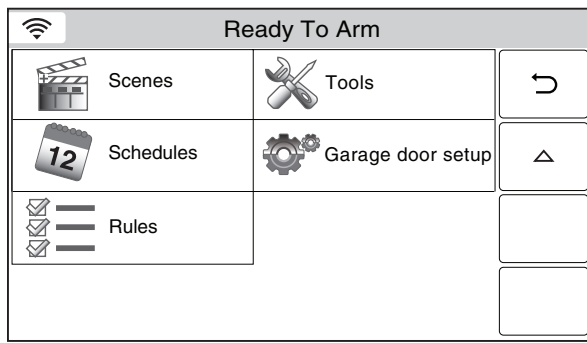 Ready To Arm
Scenes
Tools
Schedules
12
Garage door setup
Rules